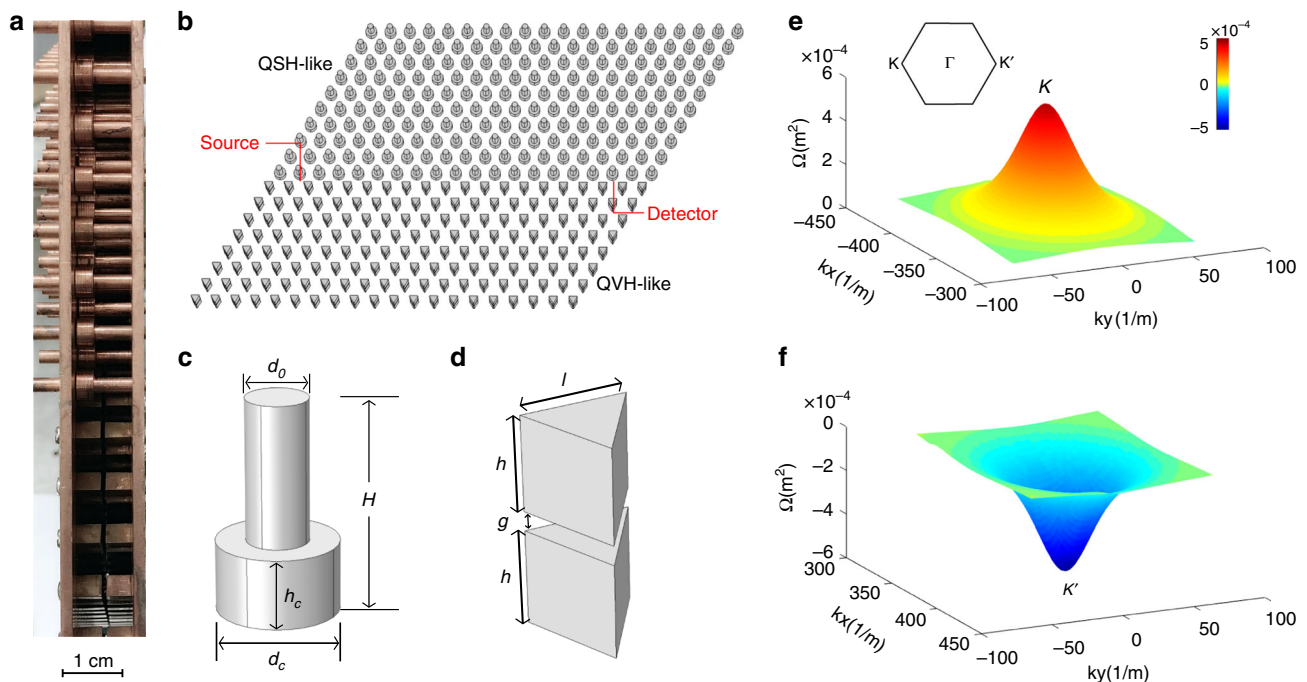 a
1 cm
b
QSH-like
Source
Detector
QVH-like
c
d₀
H
h_c
d_c
d
l
h
g
h
e
K Γ K′
×10⁻⁴
5
0
−5
×10⁻⁴
6
4
2
0
Ω(m²)
K
−450
−400
−350
−300
kx(1/m)
−100
−50
0
50
100
ky(1/m)
f
×10⁻⁴
0
−2
−4
−6
Ω(m²)
K′
300
350
400
450
kx(1/m)
−100
−50
0
50
100
ky(1/m)